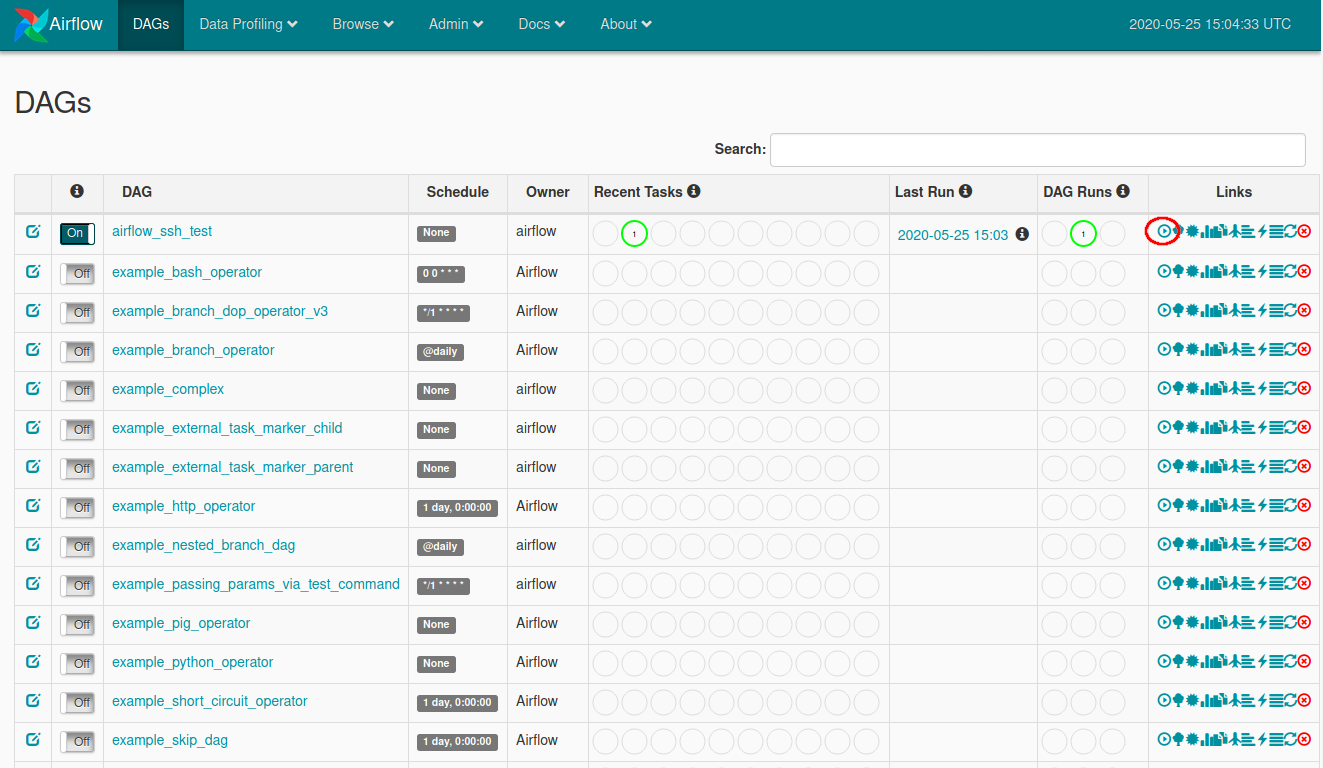 Airflow DAGs Data Profiling Browse Admin Docs About 2020-05-25 15:04:33 UTC
DAGs
Search:
DAG Schedule Owner Recent Tasks Last Run DAG Runs Links
On airflow_ssh_test None airflow 1 2020-05-25 15:03 1
Off example_bash_operator 0 0 * * * Airflow
Off example_branch_dop_operator_v3 */1 * * * * Airflow
Off example_branch_operator @daily Airflow
Off example_complex None airflow
Off example_external_task_marker_child None airflow
Off example_external_task_marker_parent None airflow
Off example_http_operator 1 day, 0:00:00 Airflow
Off example_nested_branch_dag @daily airflow
Off example_passing_params_via_test_command */1 * * * * airflow
Off example_pig_operator None Airflow
Off example_python_operator None Airflow
Off example_short_circuit_operator 1 day, 0:00:00 Airflow
Off example_skip_dag 1 day, 0:00:00 Airflow